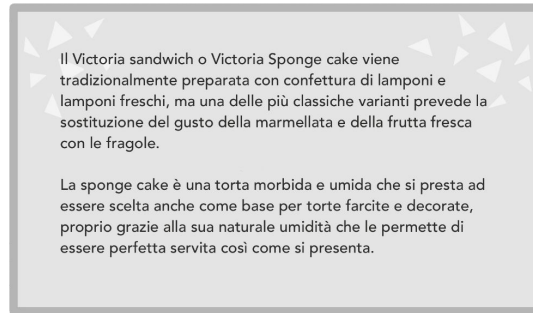 Il Victoria sandwich o Victoria Sponge cake viene
tradizionalmente preparata con confettura di lamponi e
lamponi freschi, ma una delle più classiche varianti prevede la
sostituzione del gusto della marmellata e della frutta fresca
con le fragole.
La sponge cake è una torta morbida e umida che si presta ad
essere scelta anche come base per torte farcite e decorate,
proprio grazie alla sua naturale umidità che le permette di
essere perfetta servita così come si presenta.